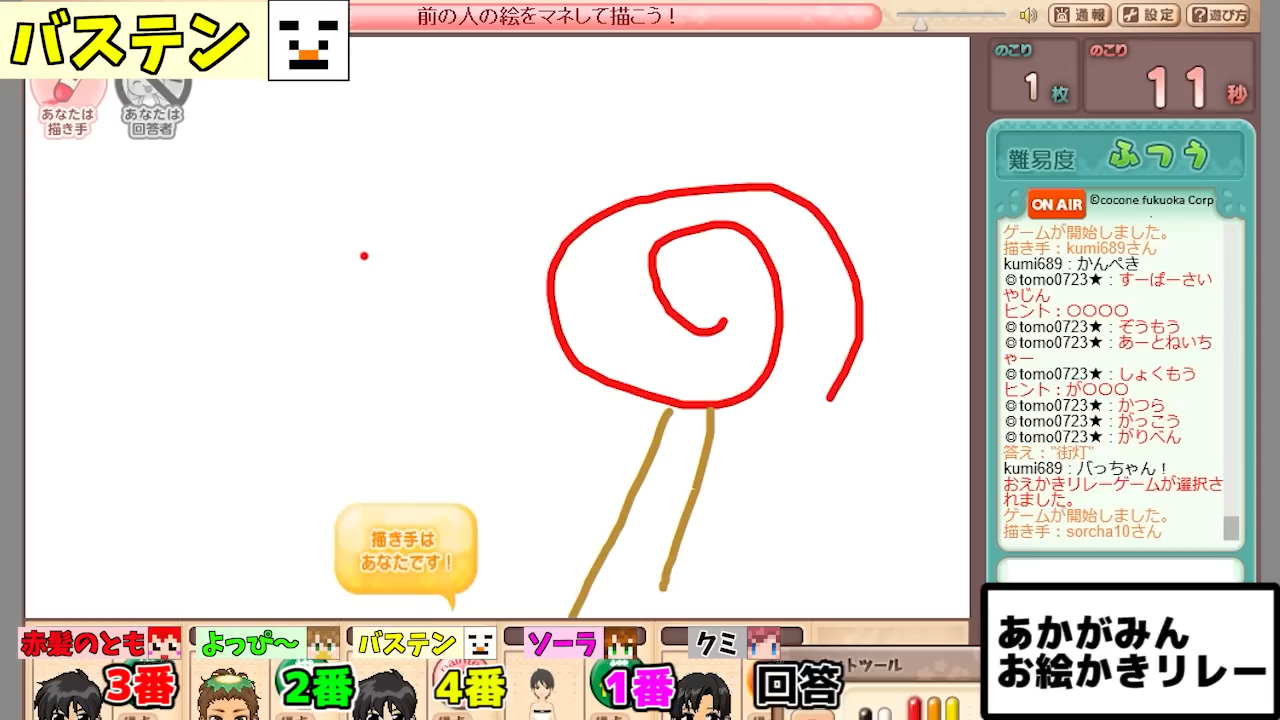 バステン
前の人の絵をマネして描こう！
通報
設定
遊び方
あなたは
描き手
あなたは
回答者
のこり
1枚
のこり
11秒
難易度 ふつう
ON AIR
©cocone fukuoka Corp
.
ゲームが開始しました。
描き手：kumi689さん
kumi689：かんぺき
☺tomo0723★：すーぱーさい
やじん
ヒント：〇〇〇〇
☺tomo0723★：ぞうもう
☺tomo0723★：あーとねいち
ゃー
☺tomo0723★：しょくもう
ヒント：が〇〇〇
☺tomo0723★：かつら
☺tomo0723★：がっこう
☺tomo0723★：がりべん
答え："街灯"
kumi689：バっちゃん！
おえかきリレーゲームが選択さ
れました。
ゲームが開始しました。
描き手：sorcha10さん
描き手は
あなたです！
あかがみん
お絵かきリレー
赤髪のとも
よっぴ～
バステン
ソーラ
クミ
3番
2番
4番
1番
回答
トツール